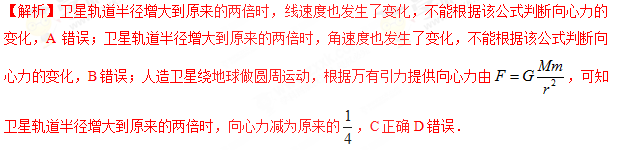 【解析】卫星轨道半径增大到原来的两倍时，线速度也发生了变化，不能根据该公式判断向心力的
变化，A 错误；卫星轨道半径增大到原来的两倍时，角速度也发生了变化，不能根据该公式判断向
心力的变化，B错误；人造卫星绕地球做圆周运动，根据万有引力提供向心力由 F=G\frac{Mm}{r^2}，可知
卫星轨道半径增大到原来的两倍时，向心力减为原来的\frac{1}{4}，C正确 D错误．